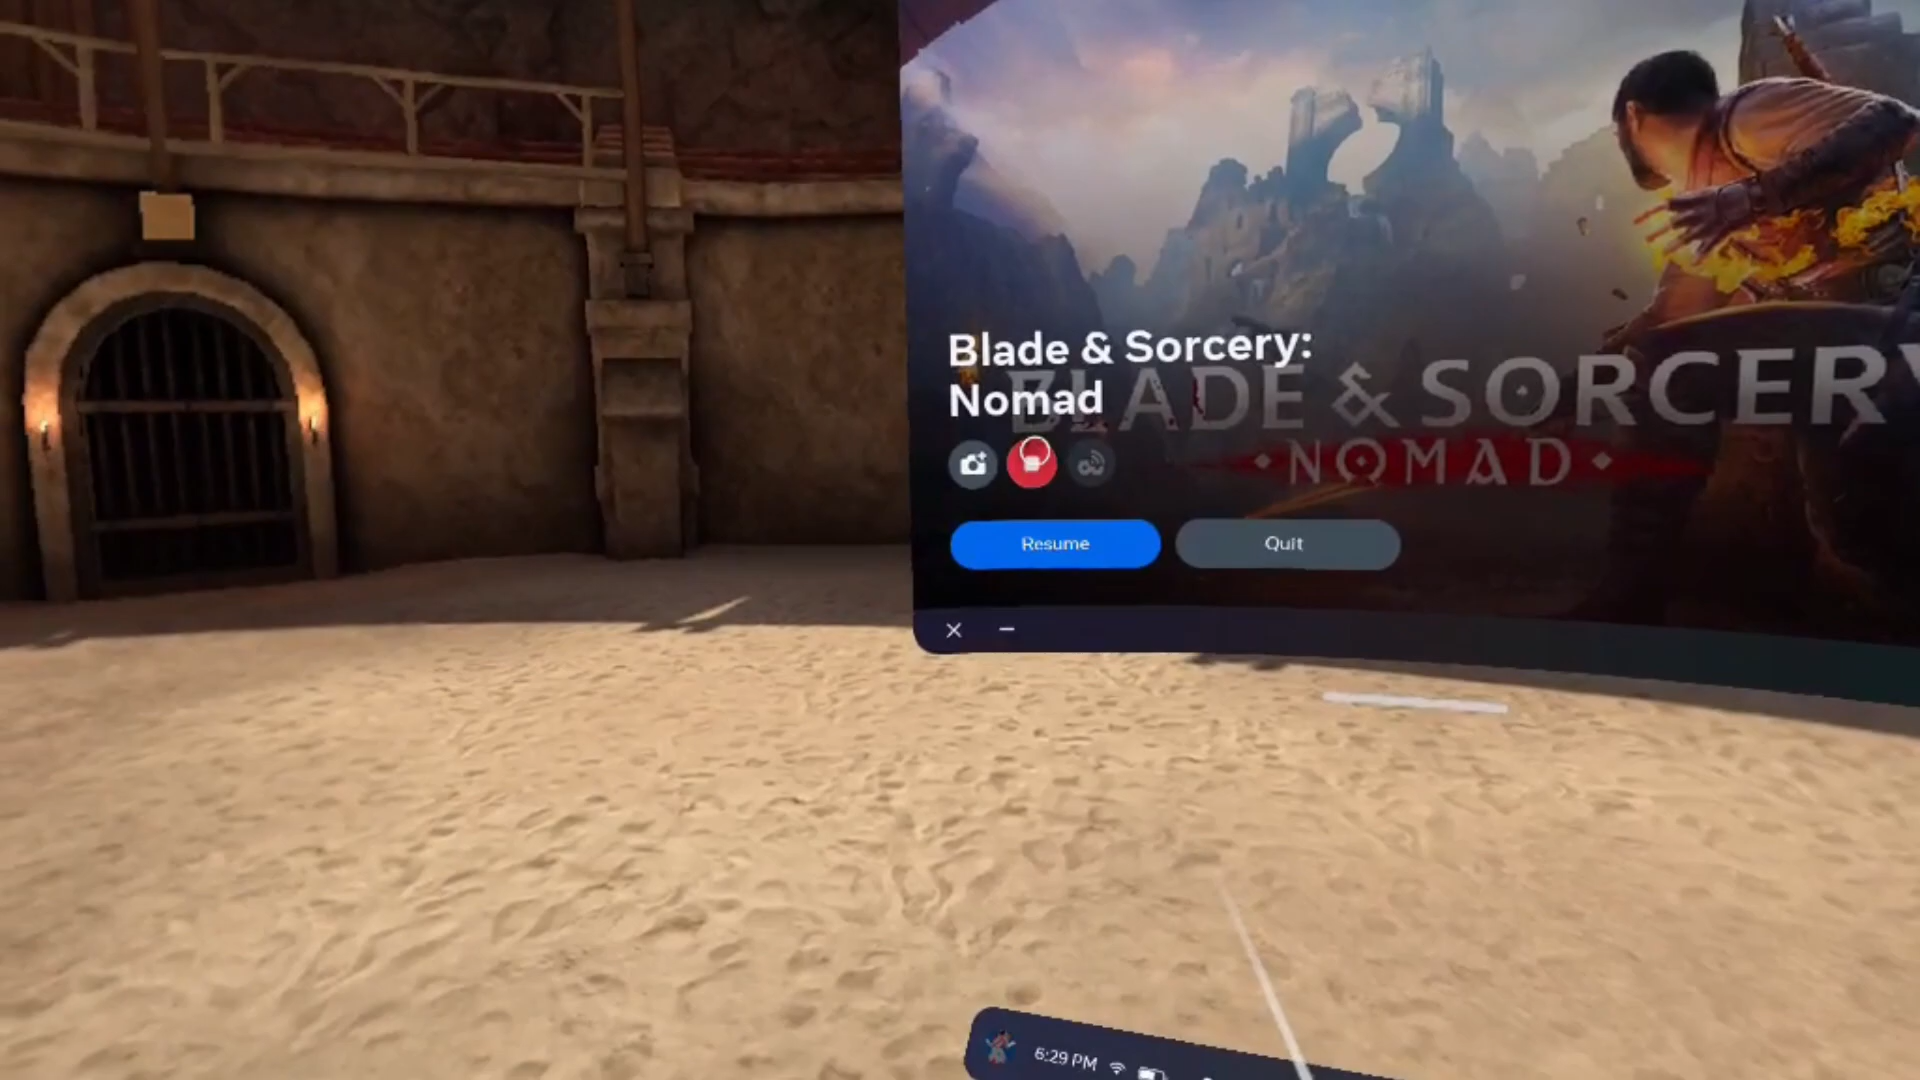 Blade & Sorcery:
Nomad
BLADE & SORCERY
NOMAD
Resume
Quit
6:29 PM